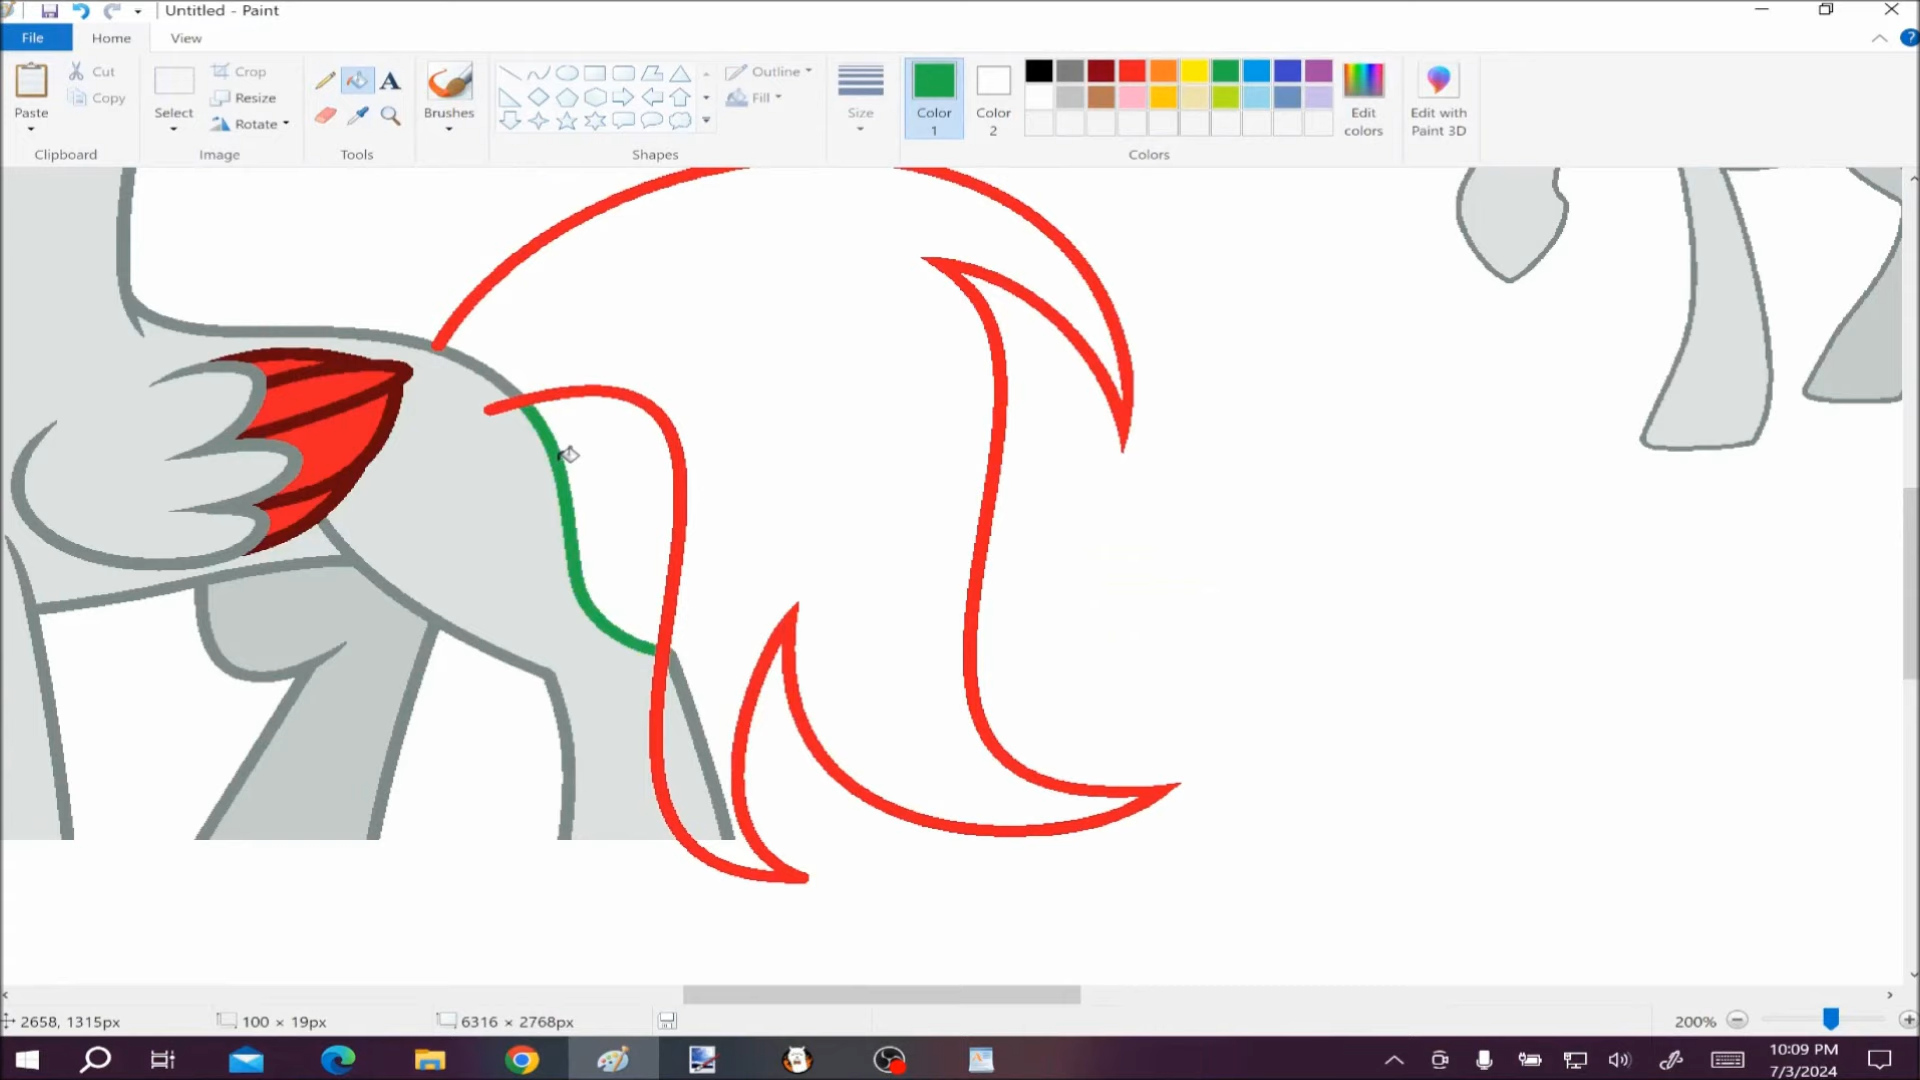 Untitled - Paint
File Home View
Paste
Cut
Copy
Clipboard
Select
Crop
Resize
Rotate
Image
A
Tools
Brushes
Outline
Fill
Shapes
Size
Color
1
Color
2
Edit
colors
Colors
Edit with
Paint 3D
?
2658, 1315px
100 × 19px
6316 × 2768px
200%
10:09 PM
7/3/2024